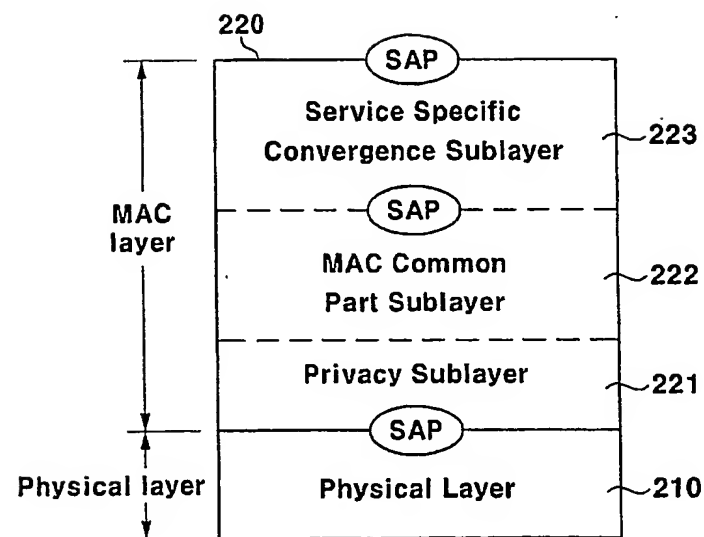 220
SAP
Service Specific
Convergence Sublayer
223
MAC
layer
SAP
MAC Common
Part Sublayer
222
Privacy Sublayer
221
SAP
Physical layer
Physical Layer
210